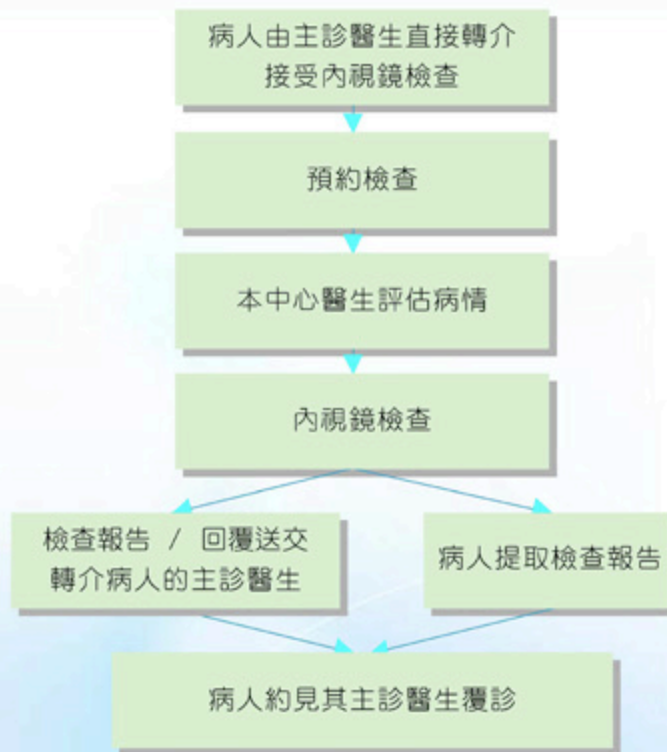 病人由主診醫生直接轉介
接受內視鏡檢查
預約檢查
本中心醫生評估病情
內視鏡檢查
檢查報告 / 回覆送交
轉介病人的主診醫生
病人提取檢查報告
病人約見其主診醫生覆診